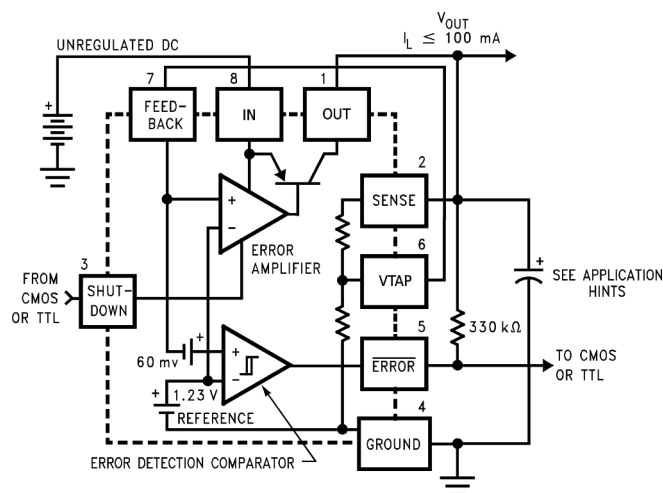 V OUT
I L ≤ 100 mA
UNREGULATED DC
7
8
1
FEED-
BACK
IN
OUT
+
2
SENSE
+
−
ERROR
AMPLIFIER
6
VTAP
3
FROM
CMOS
OR TTL
SHUT-
DOWN
+
SEE APPLICATION
HINTS
5
330 kΩ
ERROR
TO CMOS
OR TTL
+
60 mv
+
−
+
1.23 V
REFERENCE
4
GROUND
ERROR DETECTION COMPARATOR